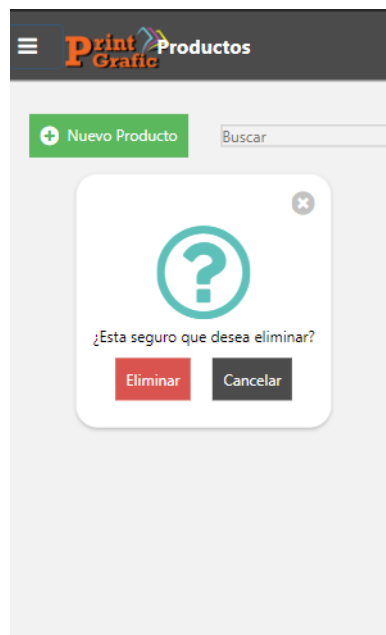 Print
Grafic
Productos
Nuevo Producto
Buscar
?
¿Esta seguro que desea eliminar?
Eliminar
Cancelar